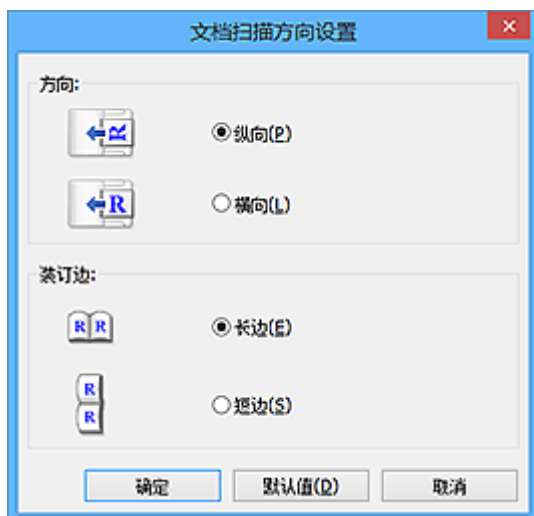 文档扫描方向设置
方向:
R
纵向(P)
R
横向(L)
装订边:
R R
长边(E)
R
R
短边(S)
确定 默认值(D) 取消